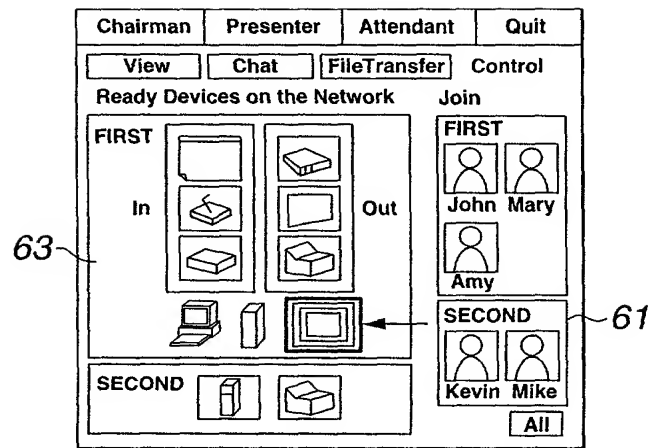 Chairman Presenter Attendant Quit
View Chat FileTransfer Control
Ready Devices on the Network Join
FIRST FIRST
In Out John Mary
63
Amy
SECOND 61
SECOND Kevin Mike
All